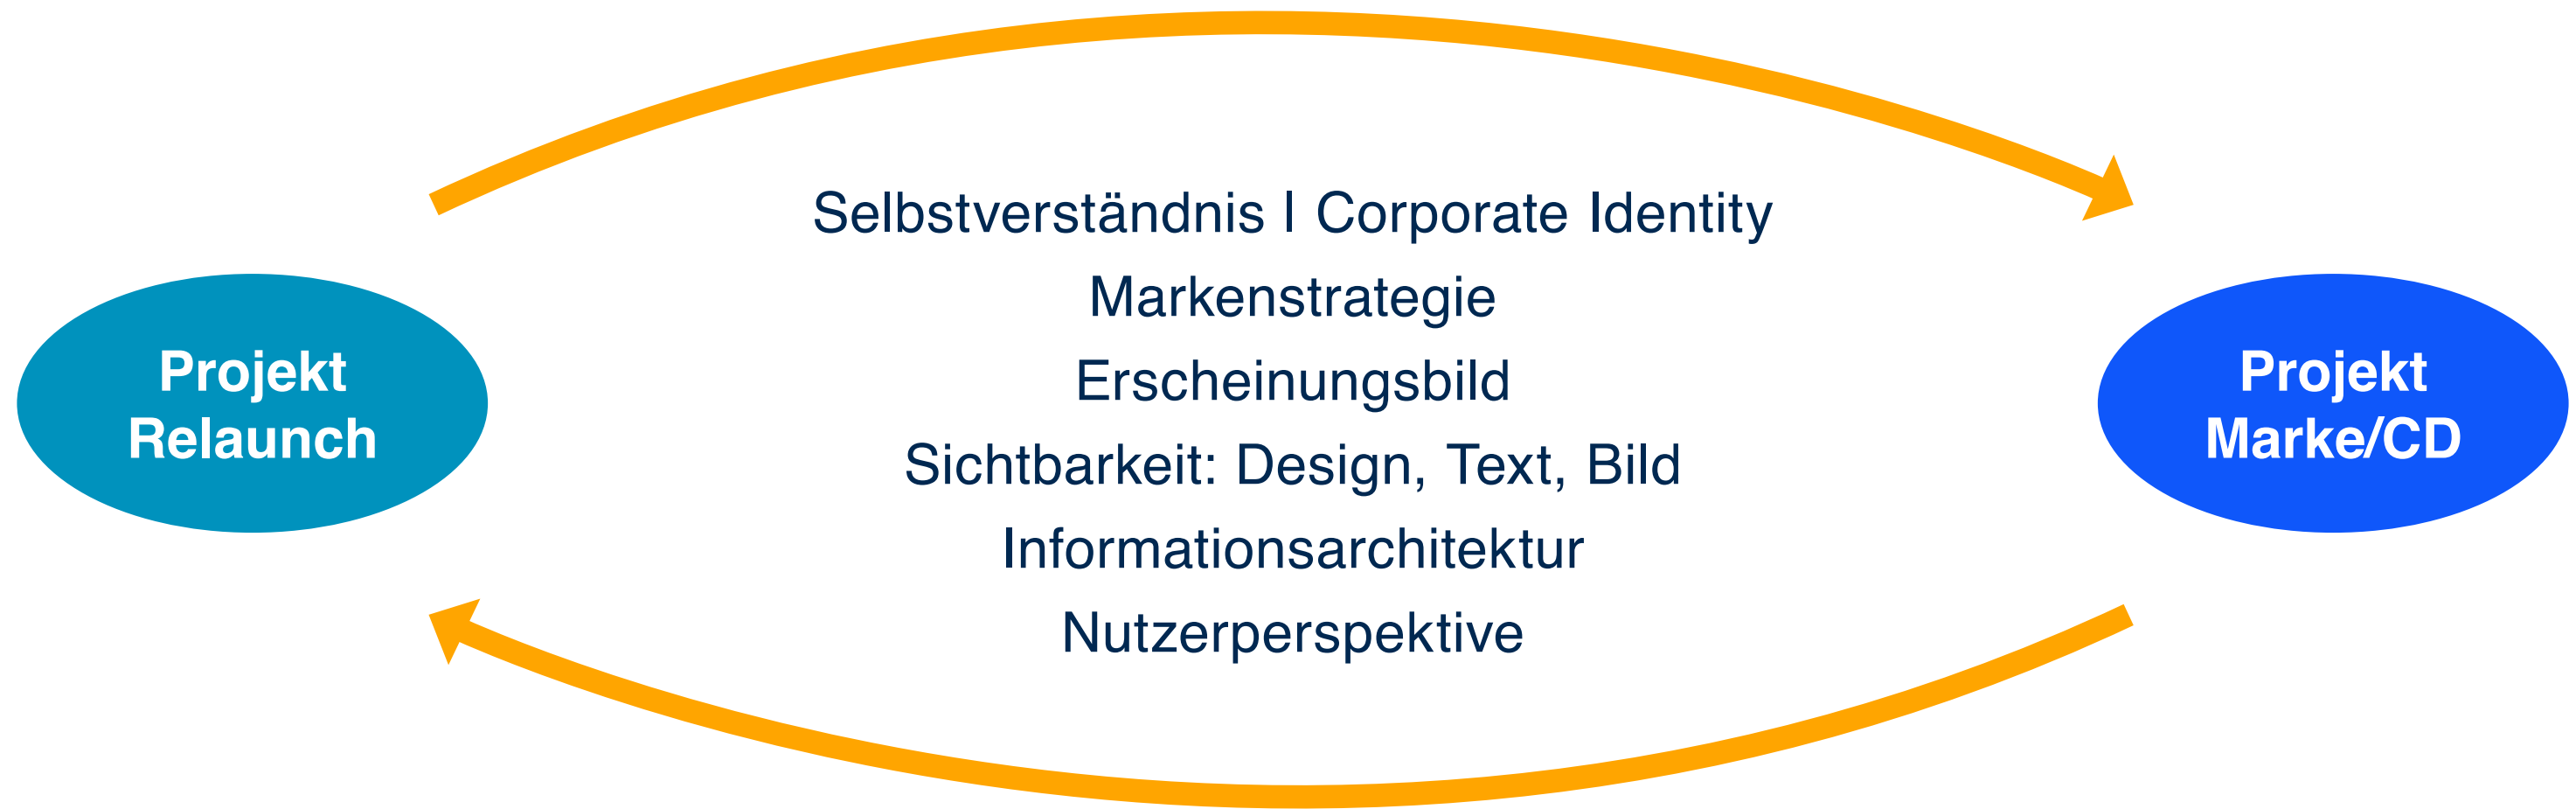 Selbstverständnis I Corporate Identity
Markenstrategie
Erscheinungsbild
Sichtbarkeit: Design, Text, Bild
Informationsarchitektur
Nutzerperspektive
Projekt
Relaunch
Projekt
Marke/CD